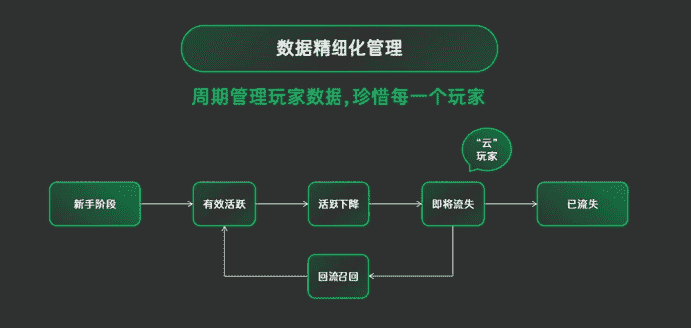 数据精细化管理
周期管理玩家数据,珍惜每一个玩家
“云”
玩家
新手阶段
有效活跃
活跃下降
即将流失
已流失
回流召回